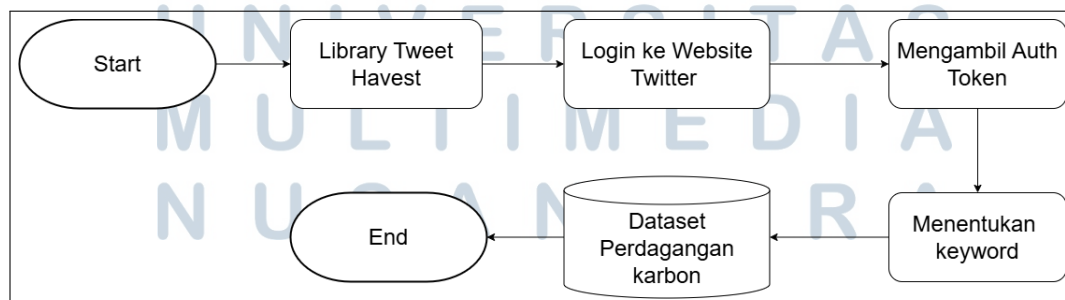 UNIVERSITAS
Start
Library Tweet
Havest
Login ke Website
Twitter
Mengambil Auth
Token
MULTIMEDIA
End
Dataset
Perdagangan
karbon
Menentukan
keyword